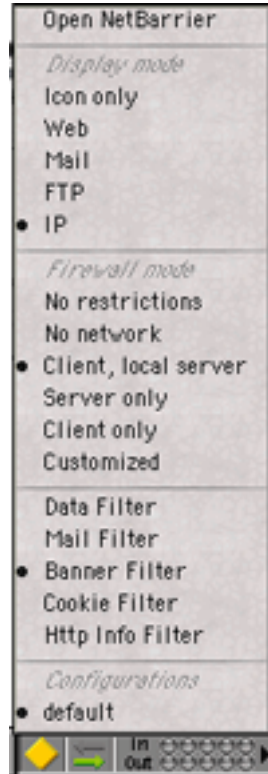 Open NetBarrier
Display mode
Icon only
Web
Mail
FTP
IP
Firewall mode
No restrictions
No network
Client, local server
Server only
Client only
Customized
Data Filter
Mail Filter
Banner Filter
Cookie Filter
Http Info Filter
Configurations
default
In
Out